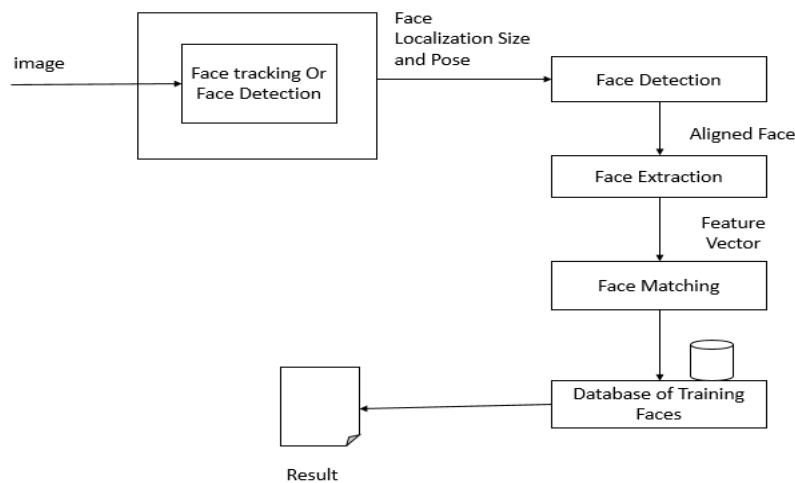 image
Face tracking Or
Face Detection
Face
Localization Size
and Pose
Face Detection
Aligned Face
Face Extraction
Feature
Vector
Face Matching
Database of Training
Faces
Result